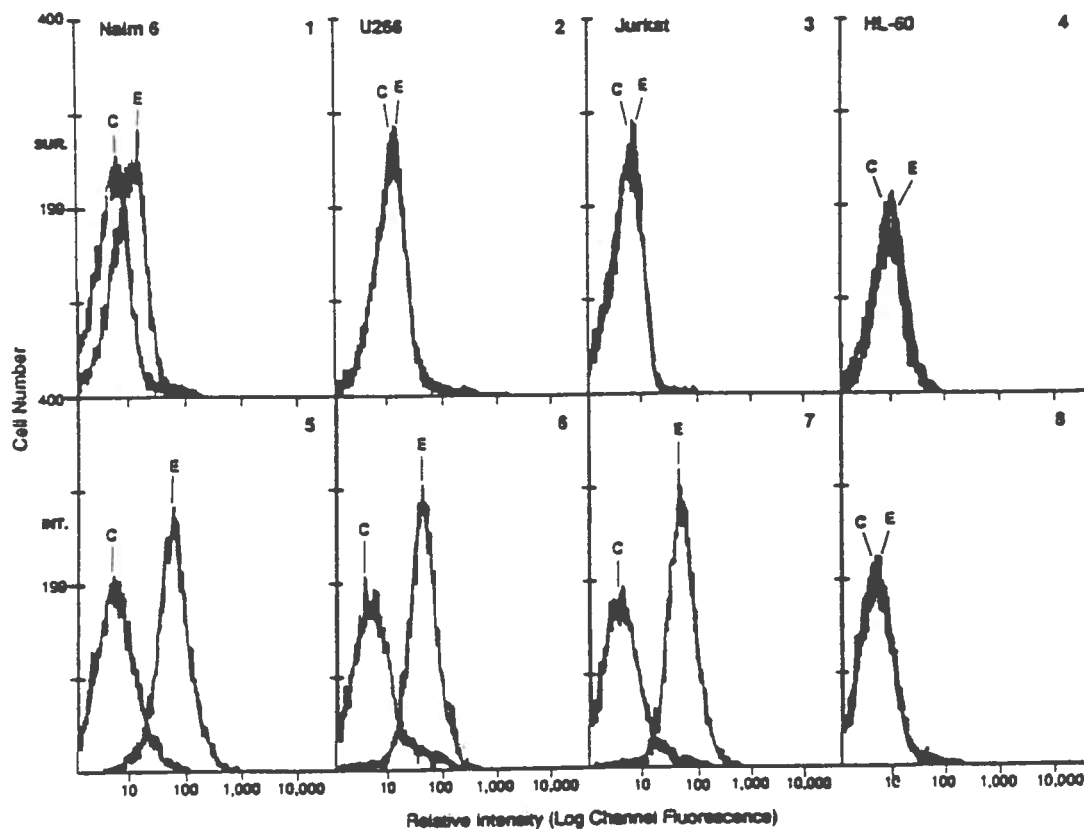 400
Nalm 6 1
U266 2
Jurkat 3
HL-60 4
C E
C E
C E
C E
SUR.
190
Cell Number
400
5
6
7
8
C E
C E
C E
C E
INT.
190
10 100 1,000 10,000
10 100 1,000 10,000
10 100 1,000 10,000
10 100 1,000 10,000
Relative Intensity (Log Channel Fluorescence)